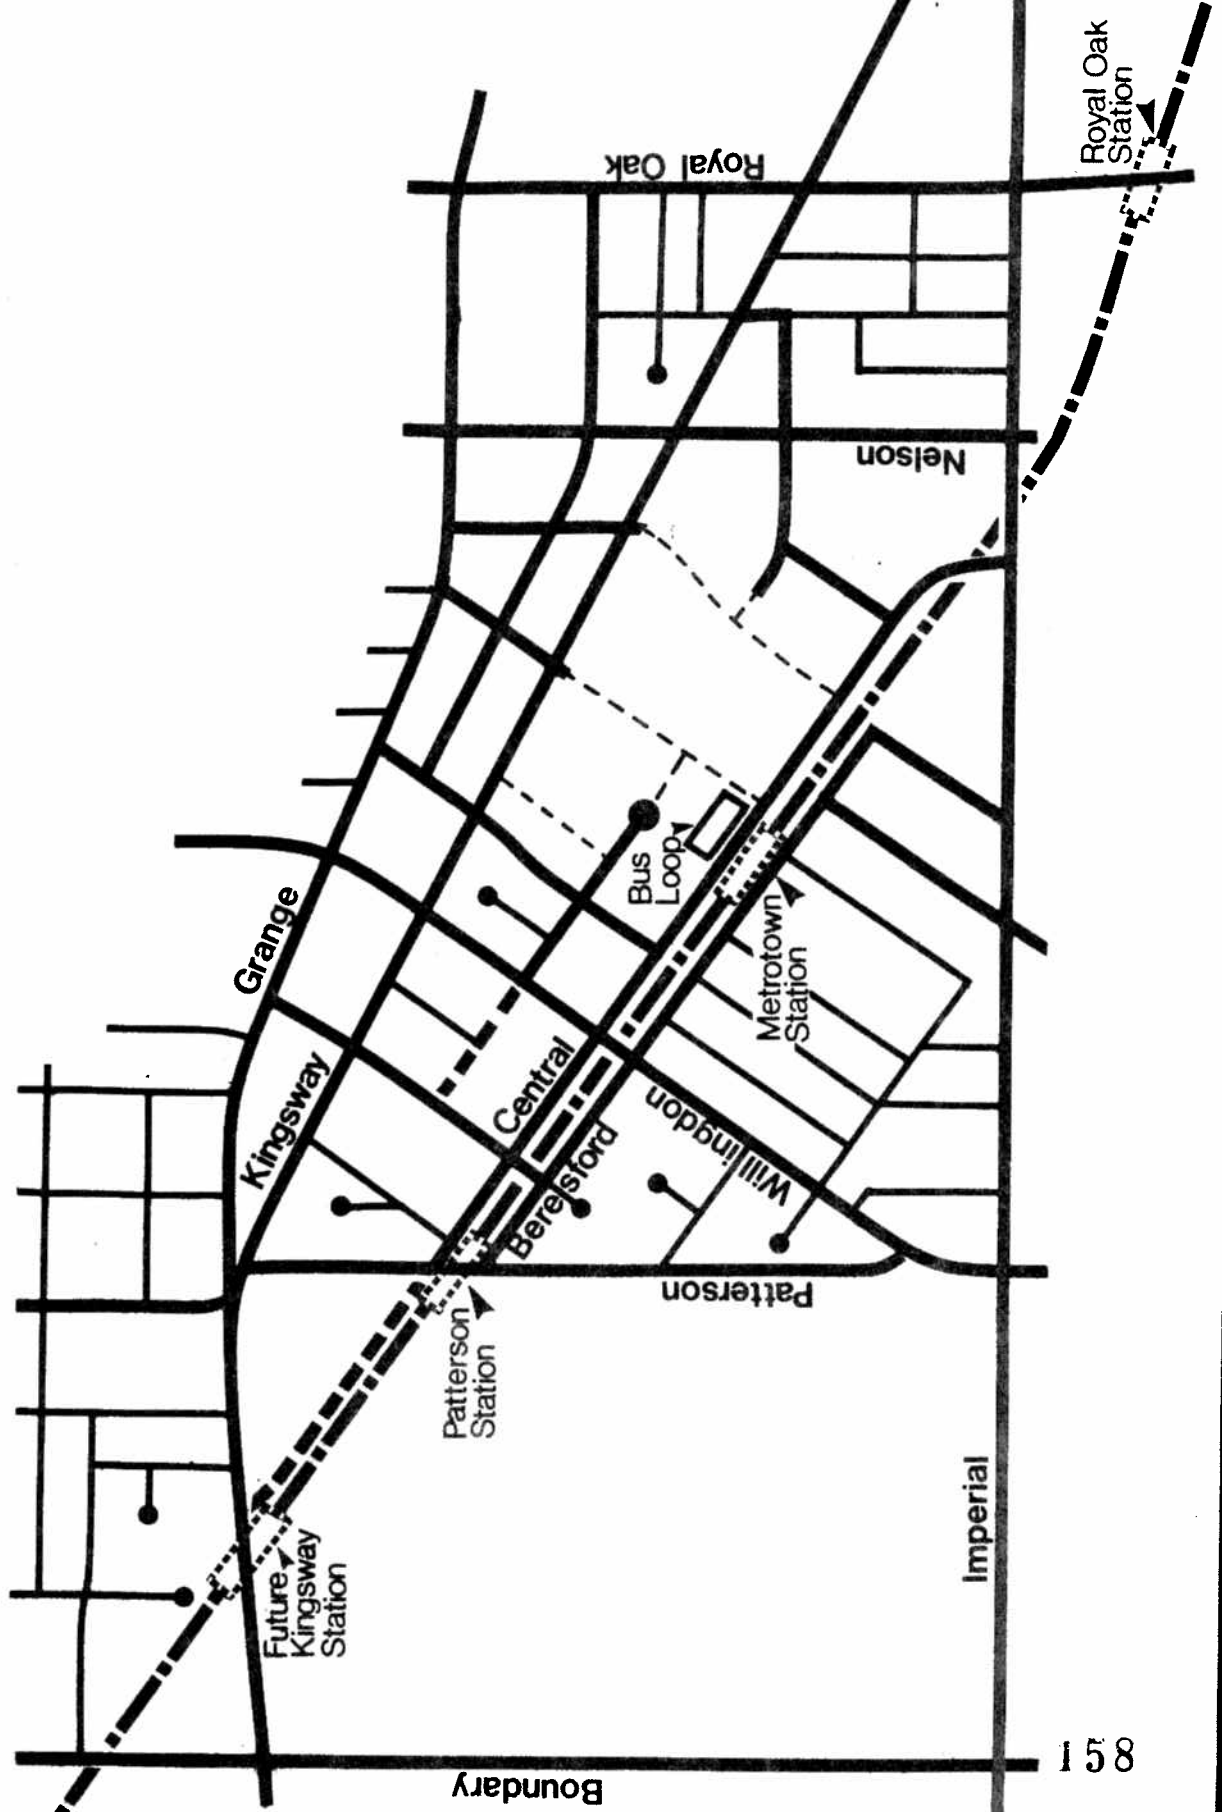 Royal Oak
Station
Royal Oak
Nelson
Grange
Kingsway
Central
Beresford
Bus
Loop
Metrotown
Station
Willingdon
Patterson
Patterson
Station
Future
Kingsway
Station
Imperial
Boundary
158